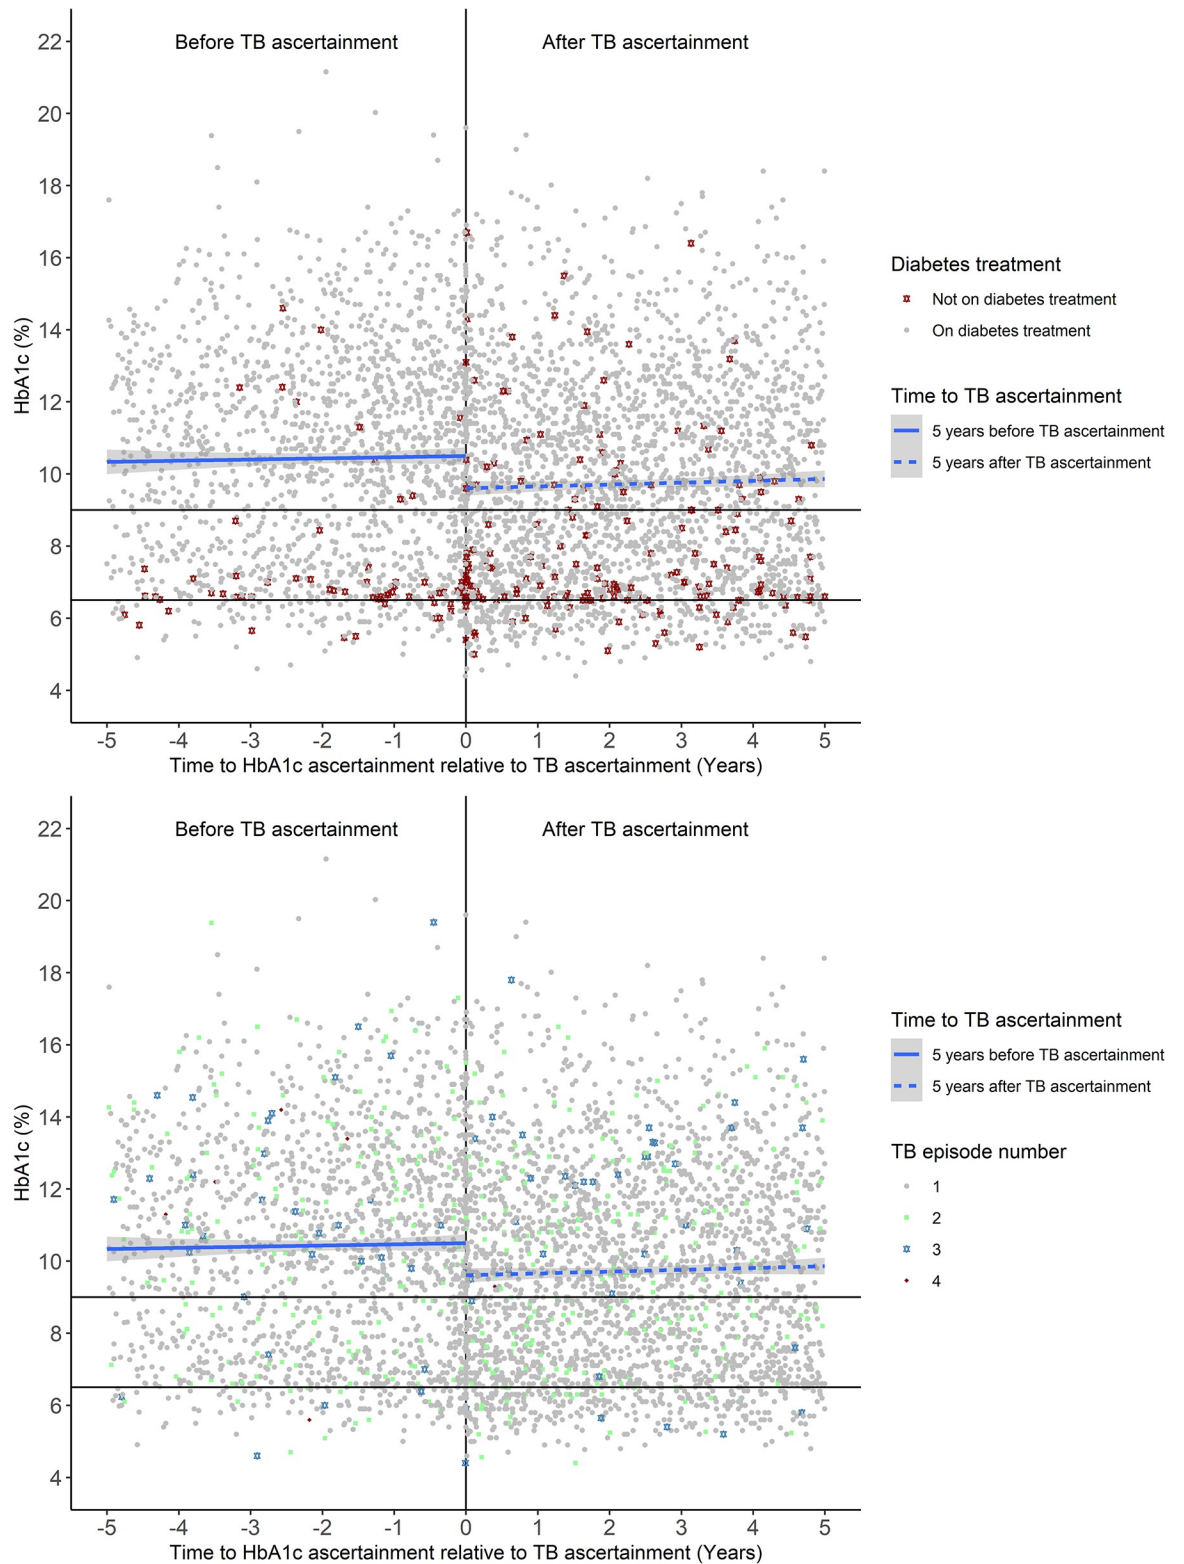 Before TB ascertainment
After TB ascertainment
22
20
18
16
14
12
10
8
6
4
HbA1c (%)
-5 -4 -3 -2 -1 0 1 2 3 4 5
Time to HbA1c ascertainment relative to TB ascertainment (Years)
Diabetes treatment
Not on diabetes treatment
On diabetes treatment
Time to TB ascertainment
5 years before TB ascertainment
5 years after TB ascertainment
Before TB ascertainment
After TB ascertainment
22
20
18
16
14
12
10
8
6
4
HbA1c (%)
-5 -4 -3 -2 -1 0 1 2 3 4 5
Time to HbA1c ascertainment relative to TB ascertainment (Years)
Time to TB ascertainment
5 years before TB ascertainment
5 years after TB ascertainment
TB episode number
1
2
3
4